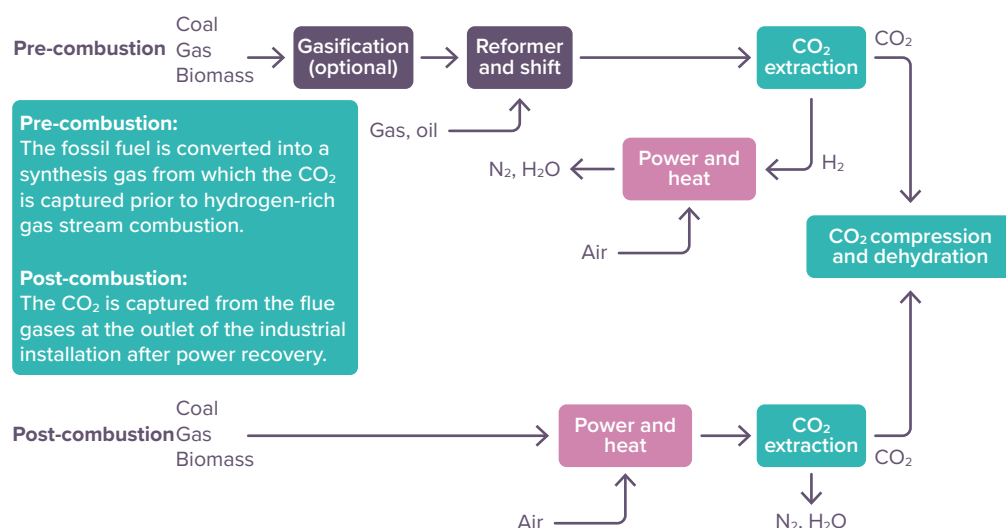 Pre-combustion
Coal
Gas
Biomass
Gasification
(optional)
Reformer
and shift
CO₂
extraction
CO₂
Gas, oil
N₂, H₂O
Power and
heat
H₂
Air
CO₂ compression
and dehydration
Pre-combustion:
The fossil fuel is converted into a
synthesis gas from which the CO₂
is captured prior to hydrogen-rich
gas stream combustion.
Post-combustion:
The CO₂ is captured from the flue
gases at the outlet of the industrial
installation after power recovery.
Post-combustion
Coal
Gas
Biomass
Power and
heat
CO₂
extraction
CO₂
Air
N₂, H₂O